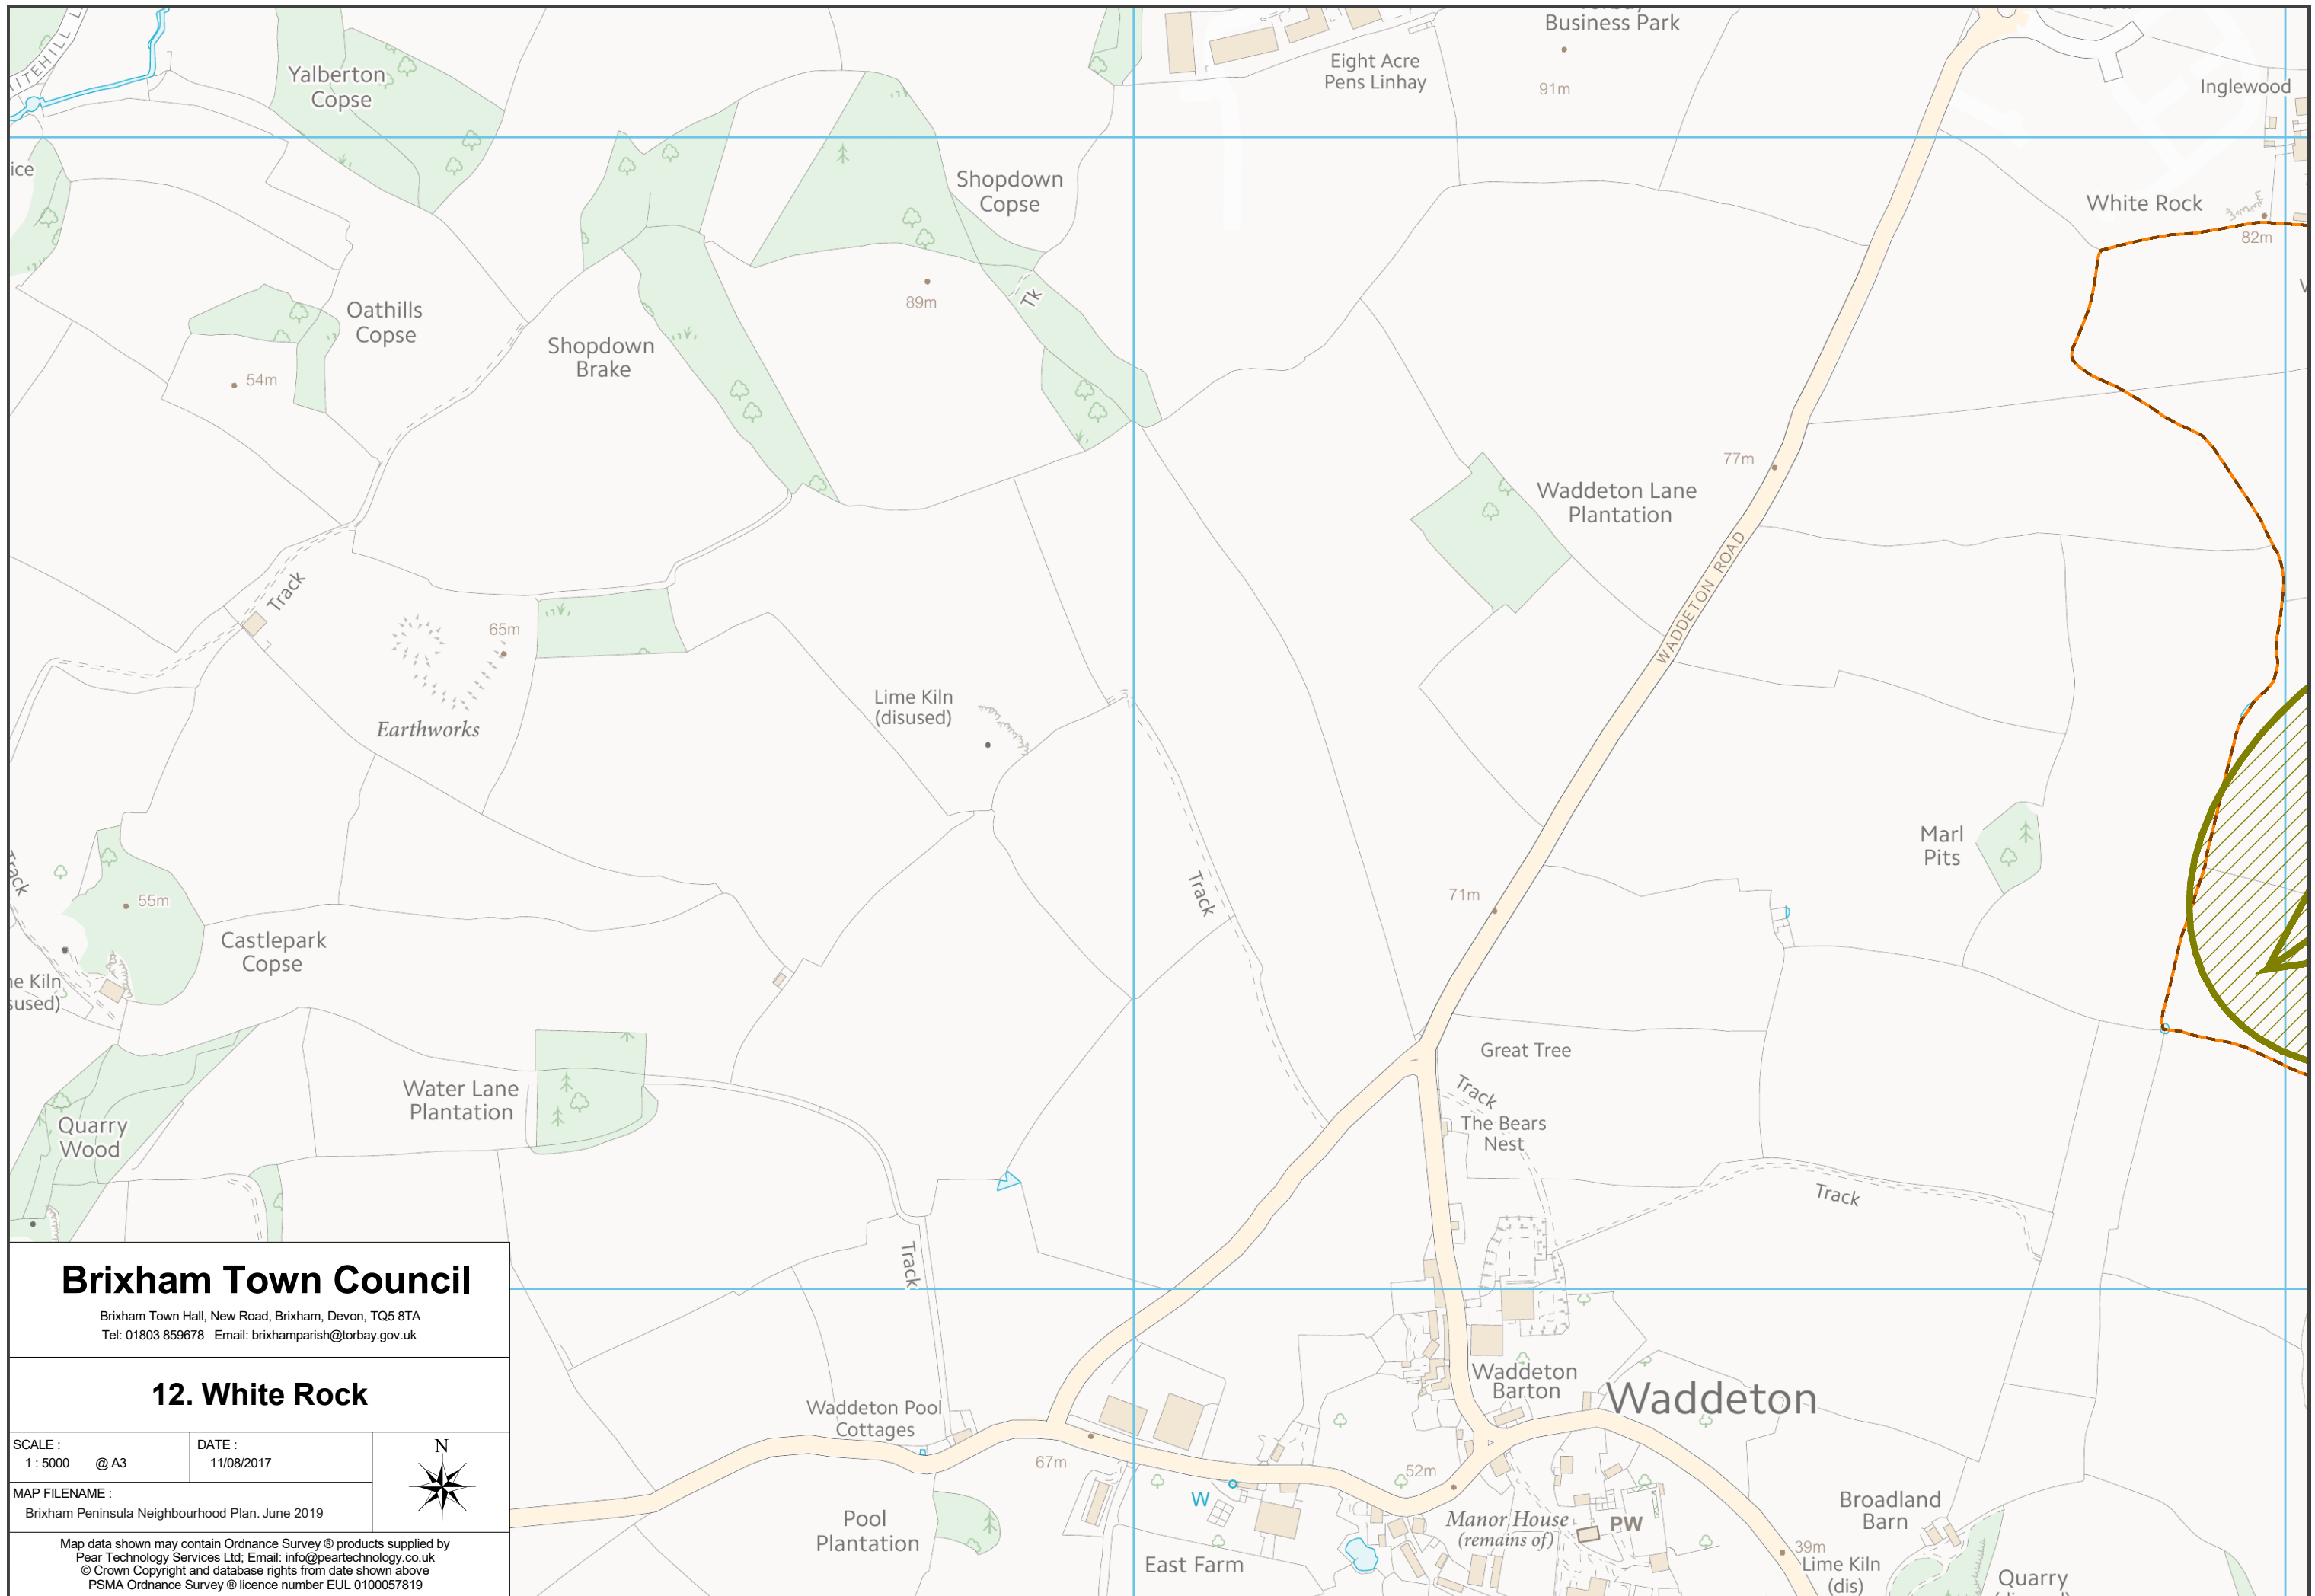 Business Park
Eight Acre
Pens Linhay
91m
Inglewood
Yalberton
Copse
Shopdown
Copse
White Rock
82m
89m
Tk
Oathills
Copse
54m
Shopdown
Brake
77m
Waddeton Lane
Plantation
WADDETON ROAD
Track
65m
Earthworks
Lime Kiln
(disused)
Marl
Pits
Track
Track
71m
55m
Castlepark
Copse
Great Tree
Track
The Bears
Nest
Water Lane
Plantation
Quarry
Wood
Track
Track
Waddeton
Barton
Waddeton
Waddeton Pool
Cottages
67m
52m
W
Manor House
(remains of)
PW
Pool
Plantation
East Farm
Broadland
Barn
39m
Lime Kiln
(dis)
Quarry
Brixham Town Council
Brixham Town Hall, New Road, Brixham, Devon, TQ5 8TA
Tel: 01803 859678 Email: brixhamparish@torbay.gov.uk
12. White Rock
SCALE :
1 : 5000 @ A3
DATE :
11/08/2017
N
MAP FILENAME :
Brixham Peninsula Neighbourhood Plan. June 2019
Map data shown may contain Ordnance Survey ® products supplied by
Pear Technology Services Ltd; Email: info@peartechnology.co.uk
© Crown Copyright and database rights from date shown above
PSMA Ordnance Survey ® licence number EUL 0100057819